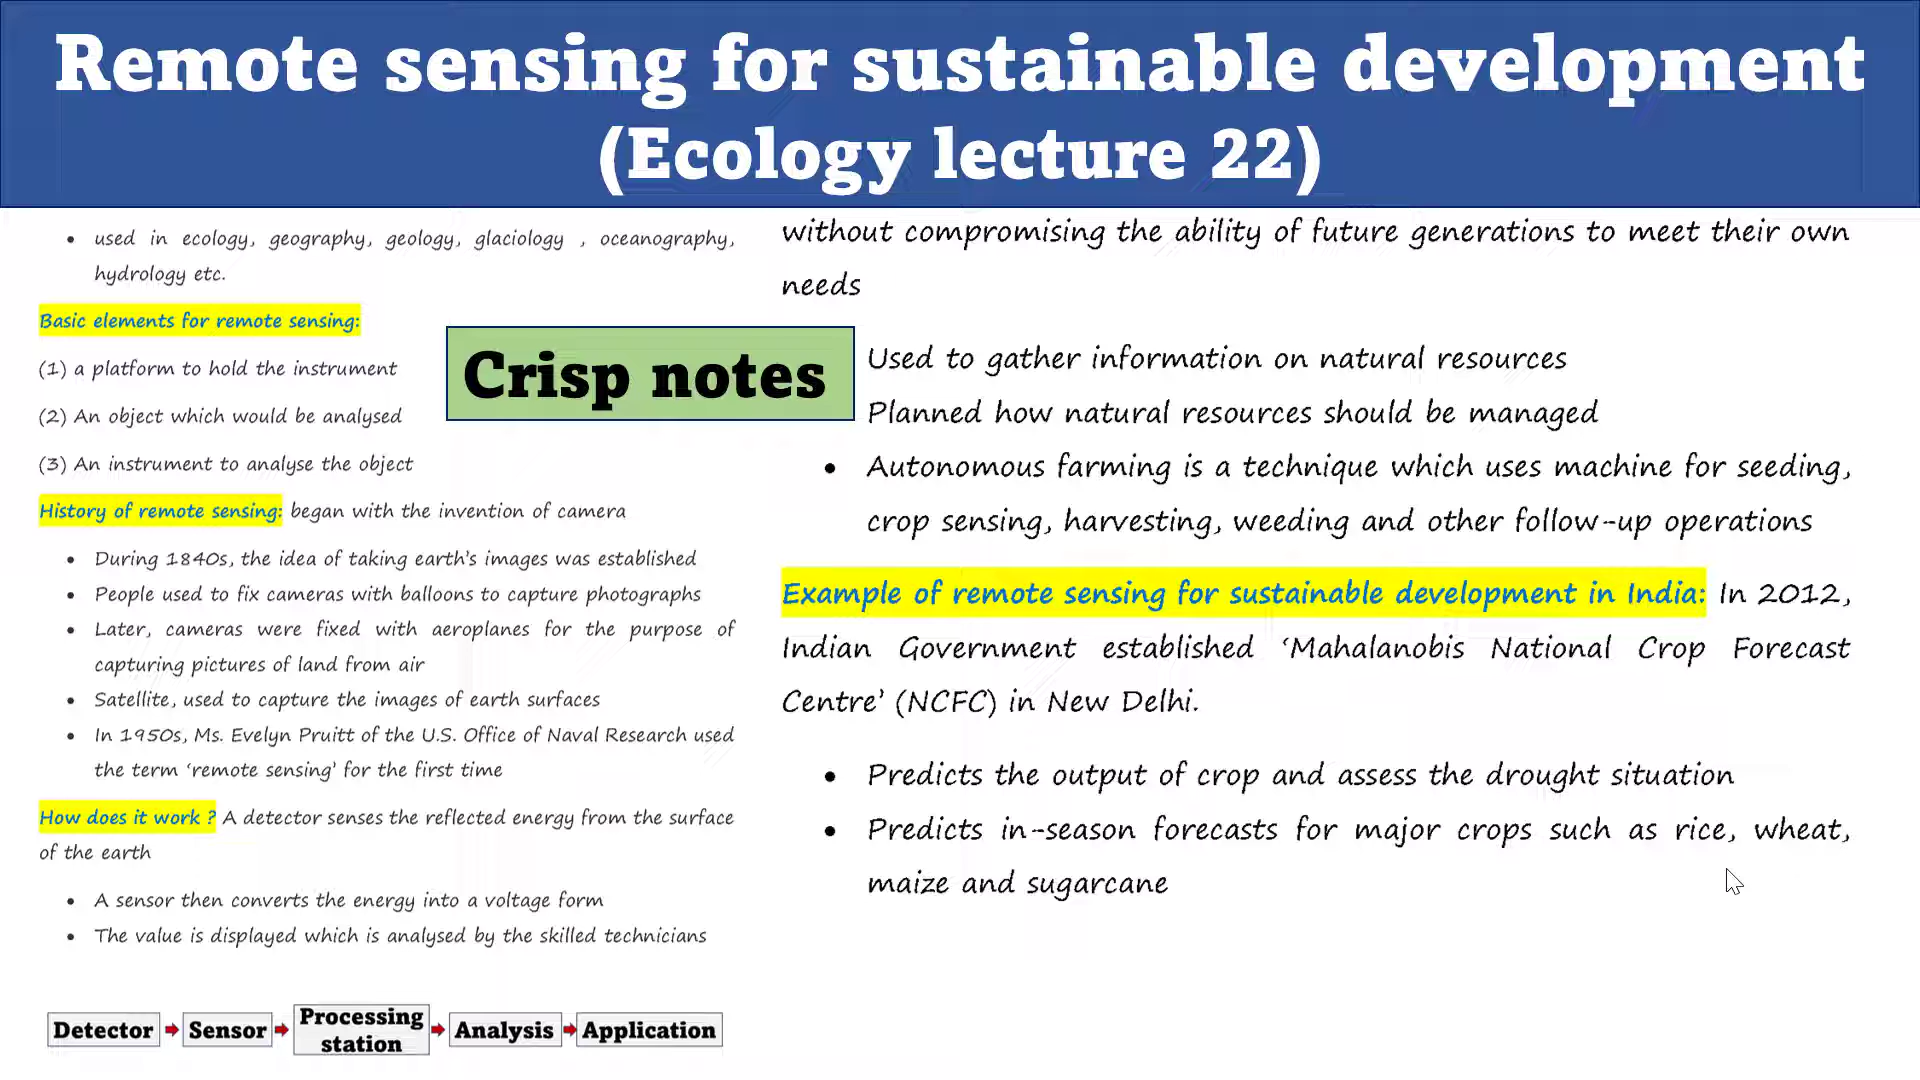 Remote sensing for sustainable development
(Ecology lecture 22)
• used in ecology, geography, geology, glaciology , oceanography,
hydrology etc.
Basic elements for remote sensing:
(1) a platform to hold the instrument
(2) An object which would be analysed
(3) An instrument to analyse the object
History of remote sensing: began with the invention of camera
• During 1840s, the idea of taking earth's images was established
• People used to fix cameras with balloons to capture photographs
• Later, cameras were fixed with aeroplanes for the purpose of
capturing pictures of land from air
• Satellite, used to capture the images of earth surfaces
• In 1950s, Ms. Evelyn Pruitt of the U.S. Office of Naval Research used
the term ‘remote sensing’ for the first time
How does it work ? A detector senses the reflected energy from the surface
of the earth
• A sensor then converts the energy into a voltage form
• The value is displayed which is analysed by the skilled technicians
Detector
Sensor
Processing
station
Analysis
Application
Crisp notes
without compromising the ability of future generations to meet their own
needs
Used to gather information on natural resources
Planned how natural resources should be managed
• Autonomous farming is a technique which uses machine for seeding,
crop sensing, harvesting, weeding and other follow-up operations
Example of remote sensing for sustainable development in India: In 2012,
Indian Government established ‘Mahalanobis National Crop Forecast
Centre’ (NCFC) in New Delhi.
• Predicts the output of crop and assess the drought situation
• Predicts in-season forecasts for major crops such as rice, wheat,
maize and sugarcane